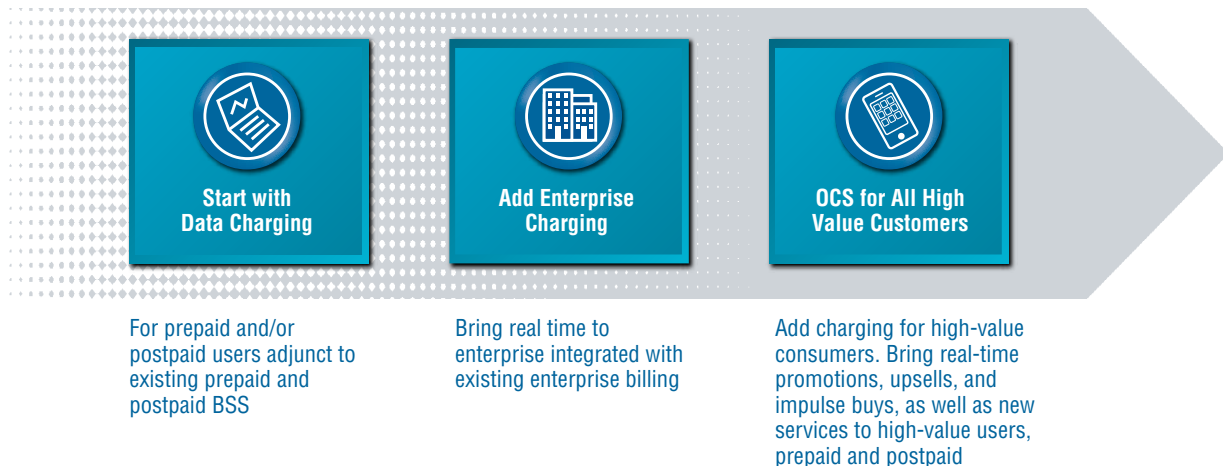 Start with
Data Charging
Add Enterprise
Charging
OCS for All High
Value Customers
For prepaid and/or
postpaid users adjunct to
existing prepaid and
postpaid BSS
Bring real time to
enterprise integrated with
existing enterprise billing
Add charging for high-value
consumers. Bring real-time
promotions, upsells, and
impulse buys, as well as new
services to high-value users,
prepaid and postpaid